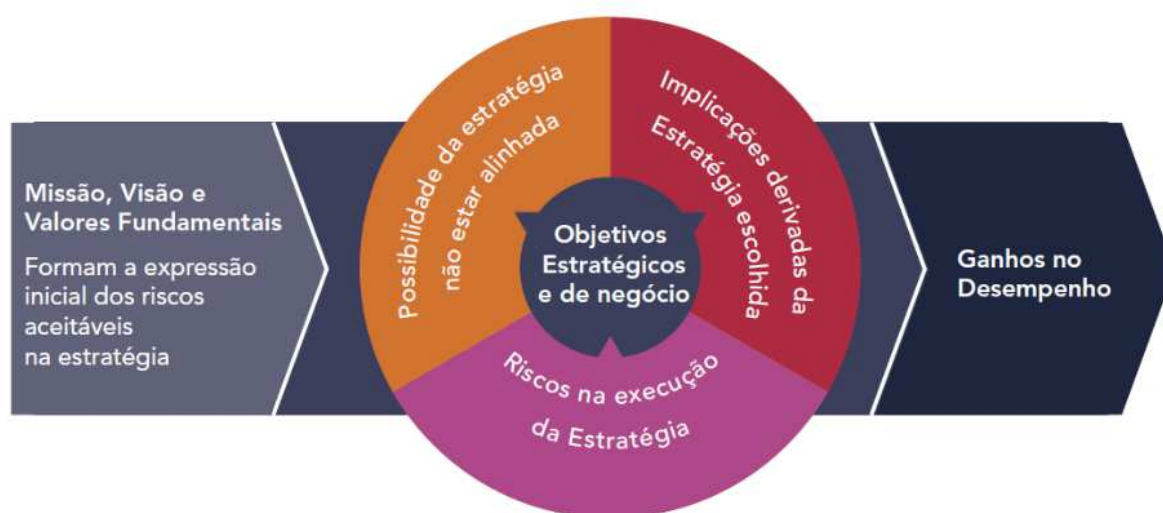 Missão, Visão e
Valores Fundamentais
Formam a expressão
inicial dos riscos
aceitáveis
na estratégia
Possibilidade da estratégia
não estar alinhada
Implicações derivadas da
Estratégia escolhida
Objetivos
Estratégicos
e de negócio
Riscos na execução
da Estratégia
Ganhos no
Desempenho